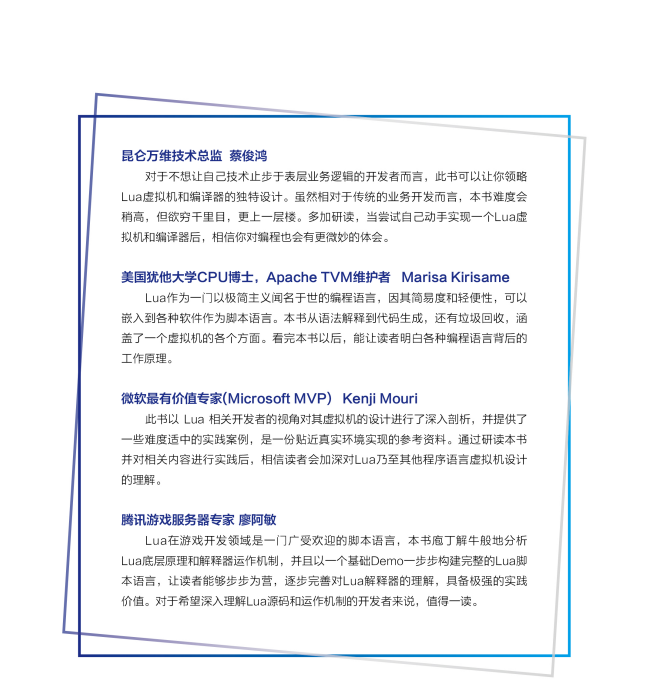 昆仑万维技术总监  蔡俊鸿
对于不想让自己技术止步于表层业务逻辑的开发者而言，此书可以让你领略
Lua虚拟机和编译器的独特设计。虽然相对于传统的业务开发而言，本书难度会
稍高，但欲穷千里目，更上一层楼。多加研读，当尝试自己动手实现一个Lua虚
拟机和编译器后，相信你对编程也会有更微妙的体会。
美国犹他大学CPU博士，Apache TVM维护者  Marisa Kirisame
Lua作为一门以极简主义闻名于世的编程语言，因其简易度和轻便性，可以
嵌入到各种软件作为脚本语言。本书从语法解释到代码生成，还有垃圾回收，涵
盖了一个虚拟机的各个方面。看完本书以后，能让读者明白各种编程语言背后的
工作原理。
微软最有价值专家(Microsoft MVP)  Kenji Mouri
此书以 Lua 相关开发者的视角对其虚拟机的设计进行了深入剖析，并提供了
一些难度适中的实践案例，是一份贴近真实环境实现的参考资料。通过研读本书
并对相关内容进行实践后，相信读者会加深对Lua乃至其他程序语言虚拟机设计
的理解。
腾讯游戏服务器专家 廖阿敏
Lua在游戏开发领域是一门广受欢迎的脚本语言，本书庖丁解牛般地分析
Lua底层原理和解释器运作机制，并且以一个基础Demo一步步构建完整的Lua脚
本语言，让读者能够步步为营，逐步完善对Lua解释器的理解，具备极强的实践
价值。对于希望深入理解Lua源码和运作机制的开发者来说，值得一读。